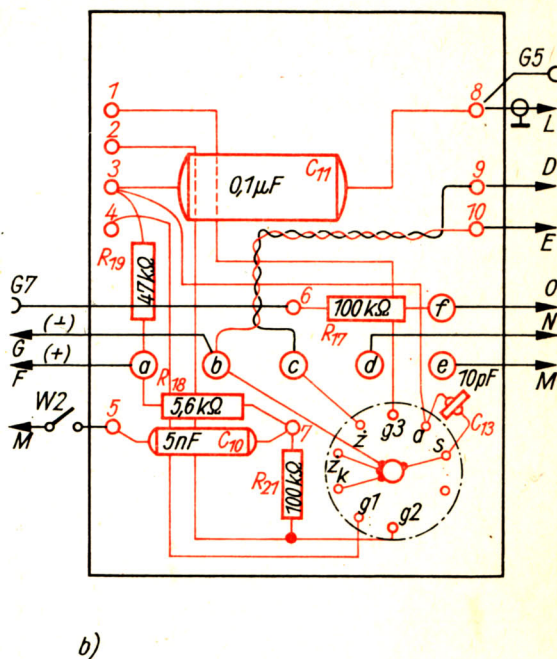 G5
1
2
3
4
8
L
C11
0,1µF
D
9
10
E
R19
47kΩ
G7
6
100kΩ
R17
f
O
N
(⊥)
G
(+)
F
a
b
c
d
e
M
R18
5,6kΩ
10pF
C13
W2
M
5
5nF
C10
7
R21
100kΩ
z
g3
a
s
z
k
g1
g2
b)